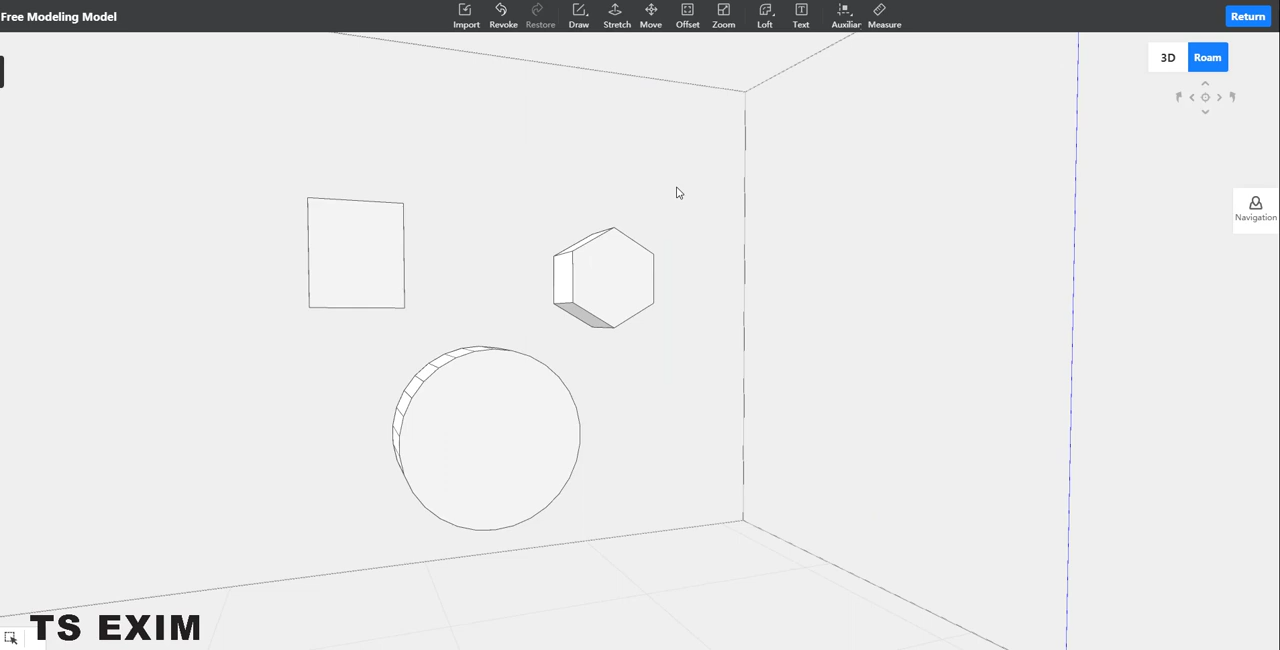 Free Modeling Model
Import Revoke Restore Draw Stretch Move Offset Zoom Loft Text Auxiliar Measure
Return
3D Roam
Navigation
TS EXIM